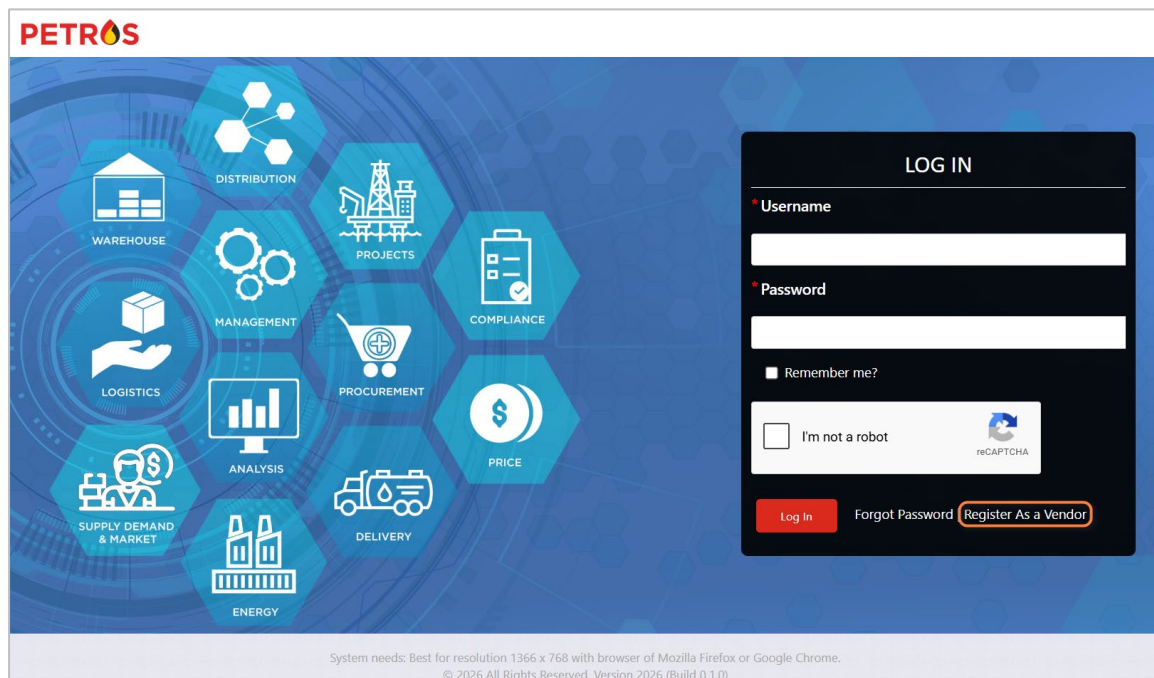 PETROS
DISTRIBUTION
WAREHOUSE
PROJECTS
MANAGEMENT
COMPLIANCE
LOGISTICS
PROCUREMENT
ANALYSIS
PRICE
SUPPLY DEMAND
& MARKET
DELIVERY
ENERGY
LOG IN
* Username
* Password
Remember me?
I'm not a robot
reCAPTCHA
Log In Forgot Password Register As a Vendor
System needs: Best for resolution 1366 x 768 with browser of Mozilla Firefox or Google Chrome.
© 2026 All Rights Reserved. Version 2026 (Build 0.1.0)